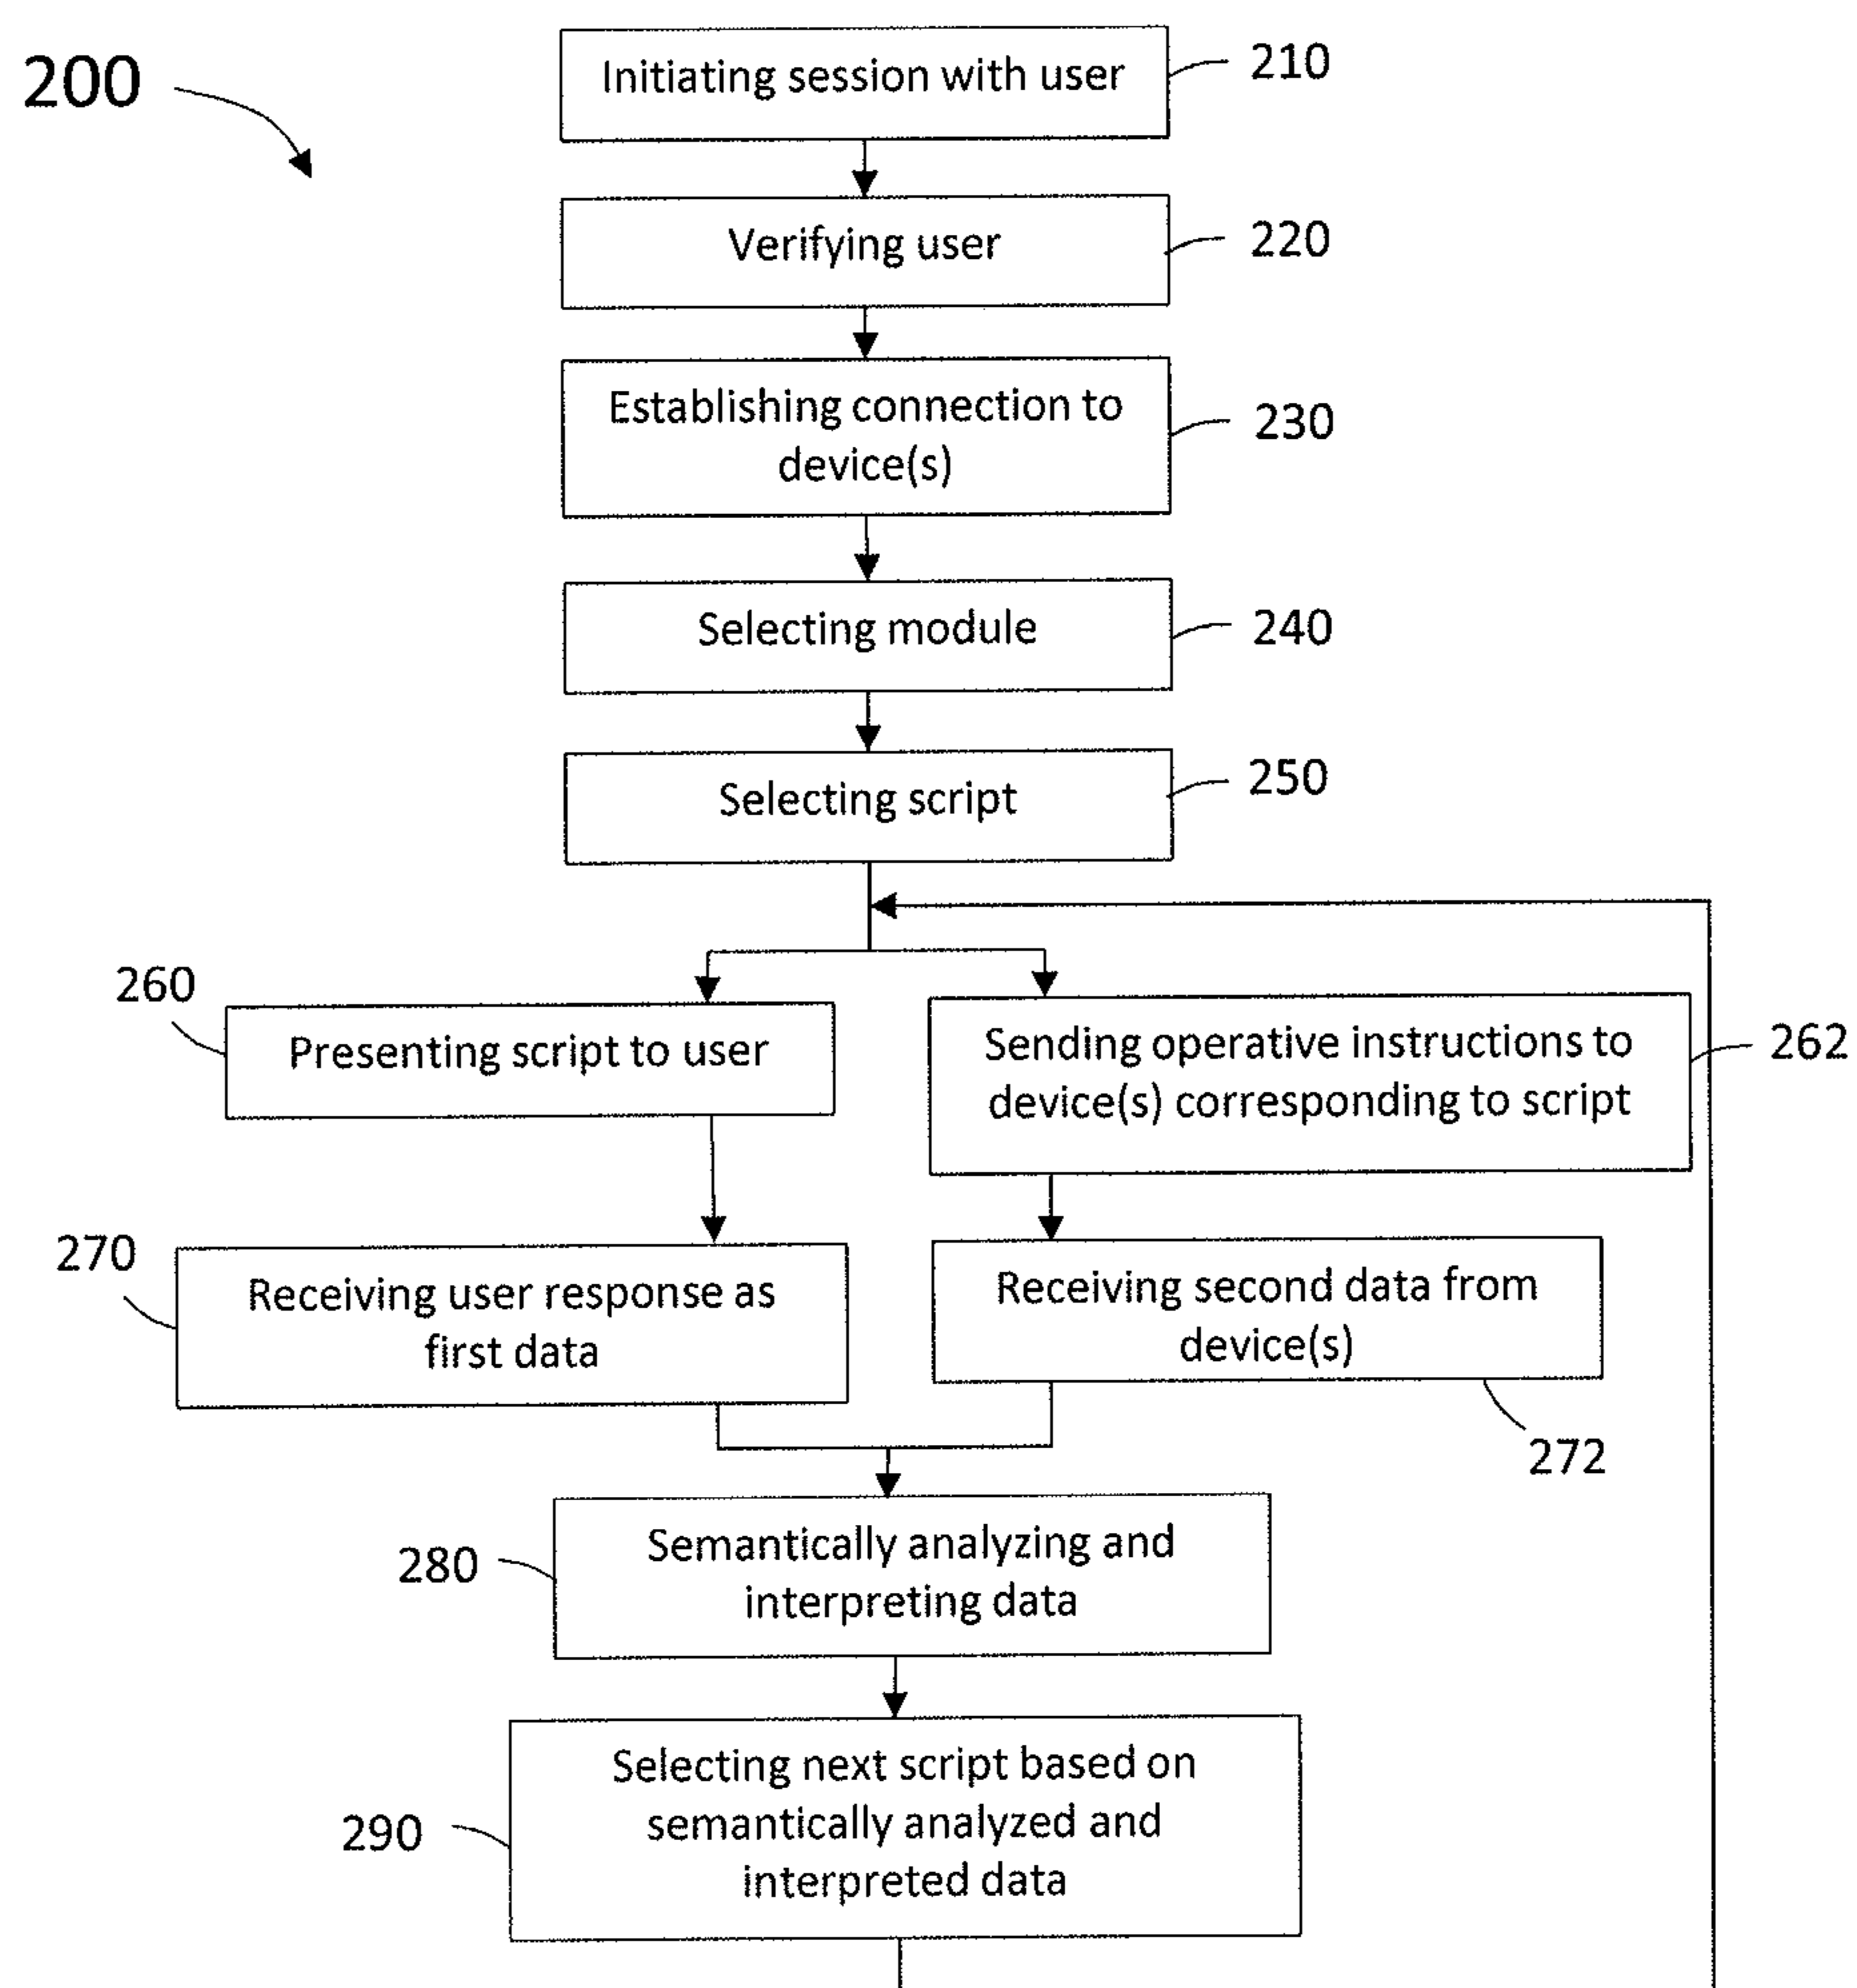 200
Initiating session with user
210
Verifying user
220
Establishing connection to
device(s)
230
Selecting module
240
Selecting script
250
260
Presenting script to user
Sending operative instructions to
device(s) corresponding to script
262
270
Receiving user response as
first data
Receiving second data from
device(s)
272
280
Semantically analyzing and
interpreting data
290
Selecting next script based on
semantically analyzed and
interpreted data